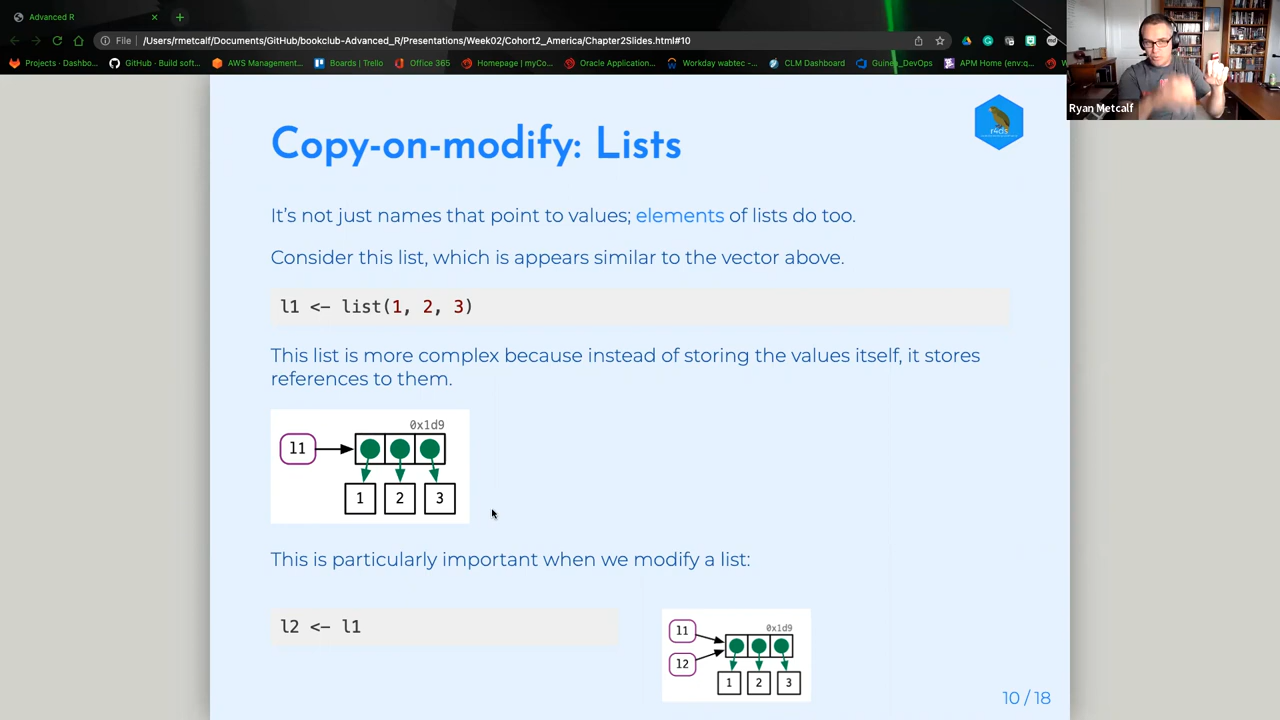 Advanced R
File | /Users/rmetcalf/Documents/GitHub/bookclub-Advanced_R/Presentations/Week02/Cohort2_America/Chapter2Slides.html#10
Projects · Dashbo... GitHub · Build soft... AWS Management... Boards | Trello Office 365 Homepage | myCo... Oracle Application... Workday wabtec -... CLM Dashboard Guinea_DevOps APM Home (env:q...
Ryan Metcalf
Copy-on-modify: Lists
r4ds
It's not just names that point to values; elements of lists do too.
Consider this list, which is appears similar to the vector above.
l1 <- list(1, 2, 3)
This list is more complex because instead of storing the values itself, it stores
references to them.
0x1d9
l1
1 2 3
This is particularly important when we modify a list:
l2 <- l1
0x1d9
l1
l2
1 2 3
10 / 18